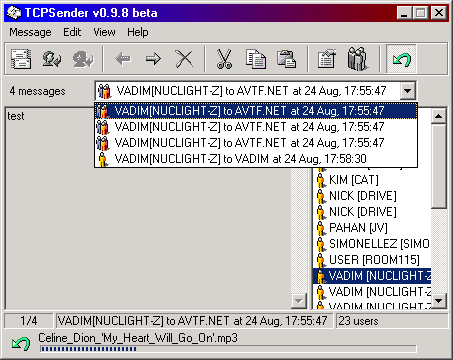 TCPSender v0.9.8 beta
Message Edit View Help
4 messages VADIM[NUCLIGHT-Z] to AVTF.NET at 24 Aug, 17:55:47
VADIM[NUCLIGHT-Z] to AVTF.NET at 24 Aug, 17:55:47
VADIM[NUCLIGHT-Z] to AVTF.NET at 24 Aug, 17:55:47
VADIM[NUCLIGHT-Z] to AVTF.NET at 24 Aug, 17:55:47
VADIM[NUCLIGHT-Z] to VADIM at 24 Aug, 17:58:30
test
KIM [CAT]
NICK [DRIVE]
NICK [DRIVE]
PAHAN [JV]
SIMONELLEZ [SIMO
USER [ROOM115]
VADIM [NUCLIGHT-Z
VADIM [NUCLIGHT-Z
VADIM [NUCLIGHT-Z
1/4 VADIM[NUCLIGHT-Z] to AVTF.NET at 24 Aug, 17:55:47 23 users
Celine_Dion_'My_Heart_Will_Go_On'.mp3